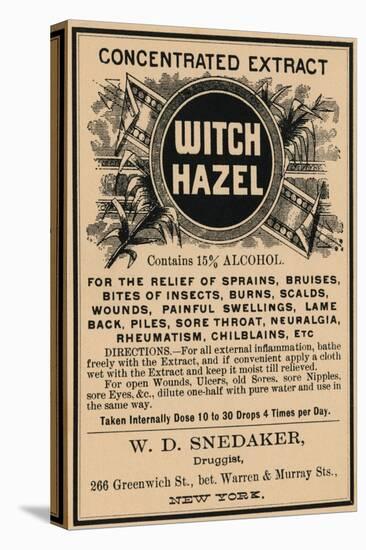 CONCENTRATED EXTRACT
WITCH
HAZEL
Contains 15% ALCOHOL.
FOR THE RELIEF OF SPRAINS, BRUISES,
BITES OF INSECTS, BURNS, SCALDS,
WOUNDS, PAINFUL SWELLINGS, LAME
BACK, PILES, SORE THROAT, NEURALGIA,
RHEUMATISM, CHILBLAINS, ETC
DIRECTIONS.—For all external inflammation, bathe
freely with the Extract, and if convenient apply a cloth
wet with the Extract and keep it moist till relieved.
For open Wounds, Ulcers, old Sores, sore Nipples,
sore Eyes, &c., dilute one-half with pure water and use in
the same way.
Taken Internally Dose 10 to 30 Drops 4 Times per Day.
W. D. SNEDAKER,
Druggist,
266 Greenwich St., bet. Warren & Murray Sts.,
NEW YORK.